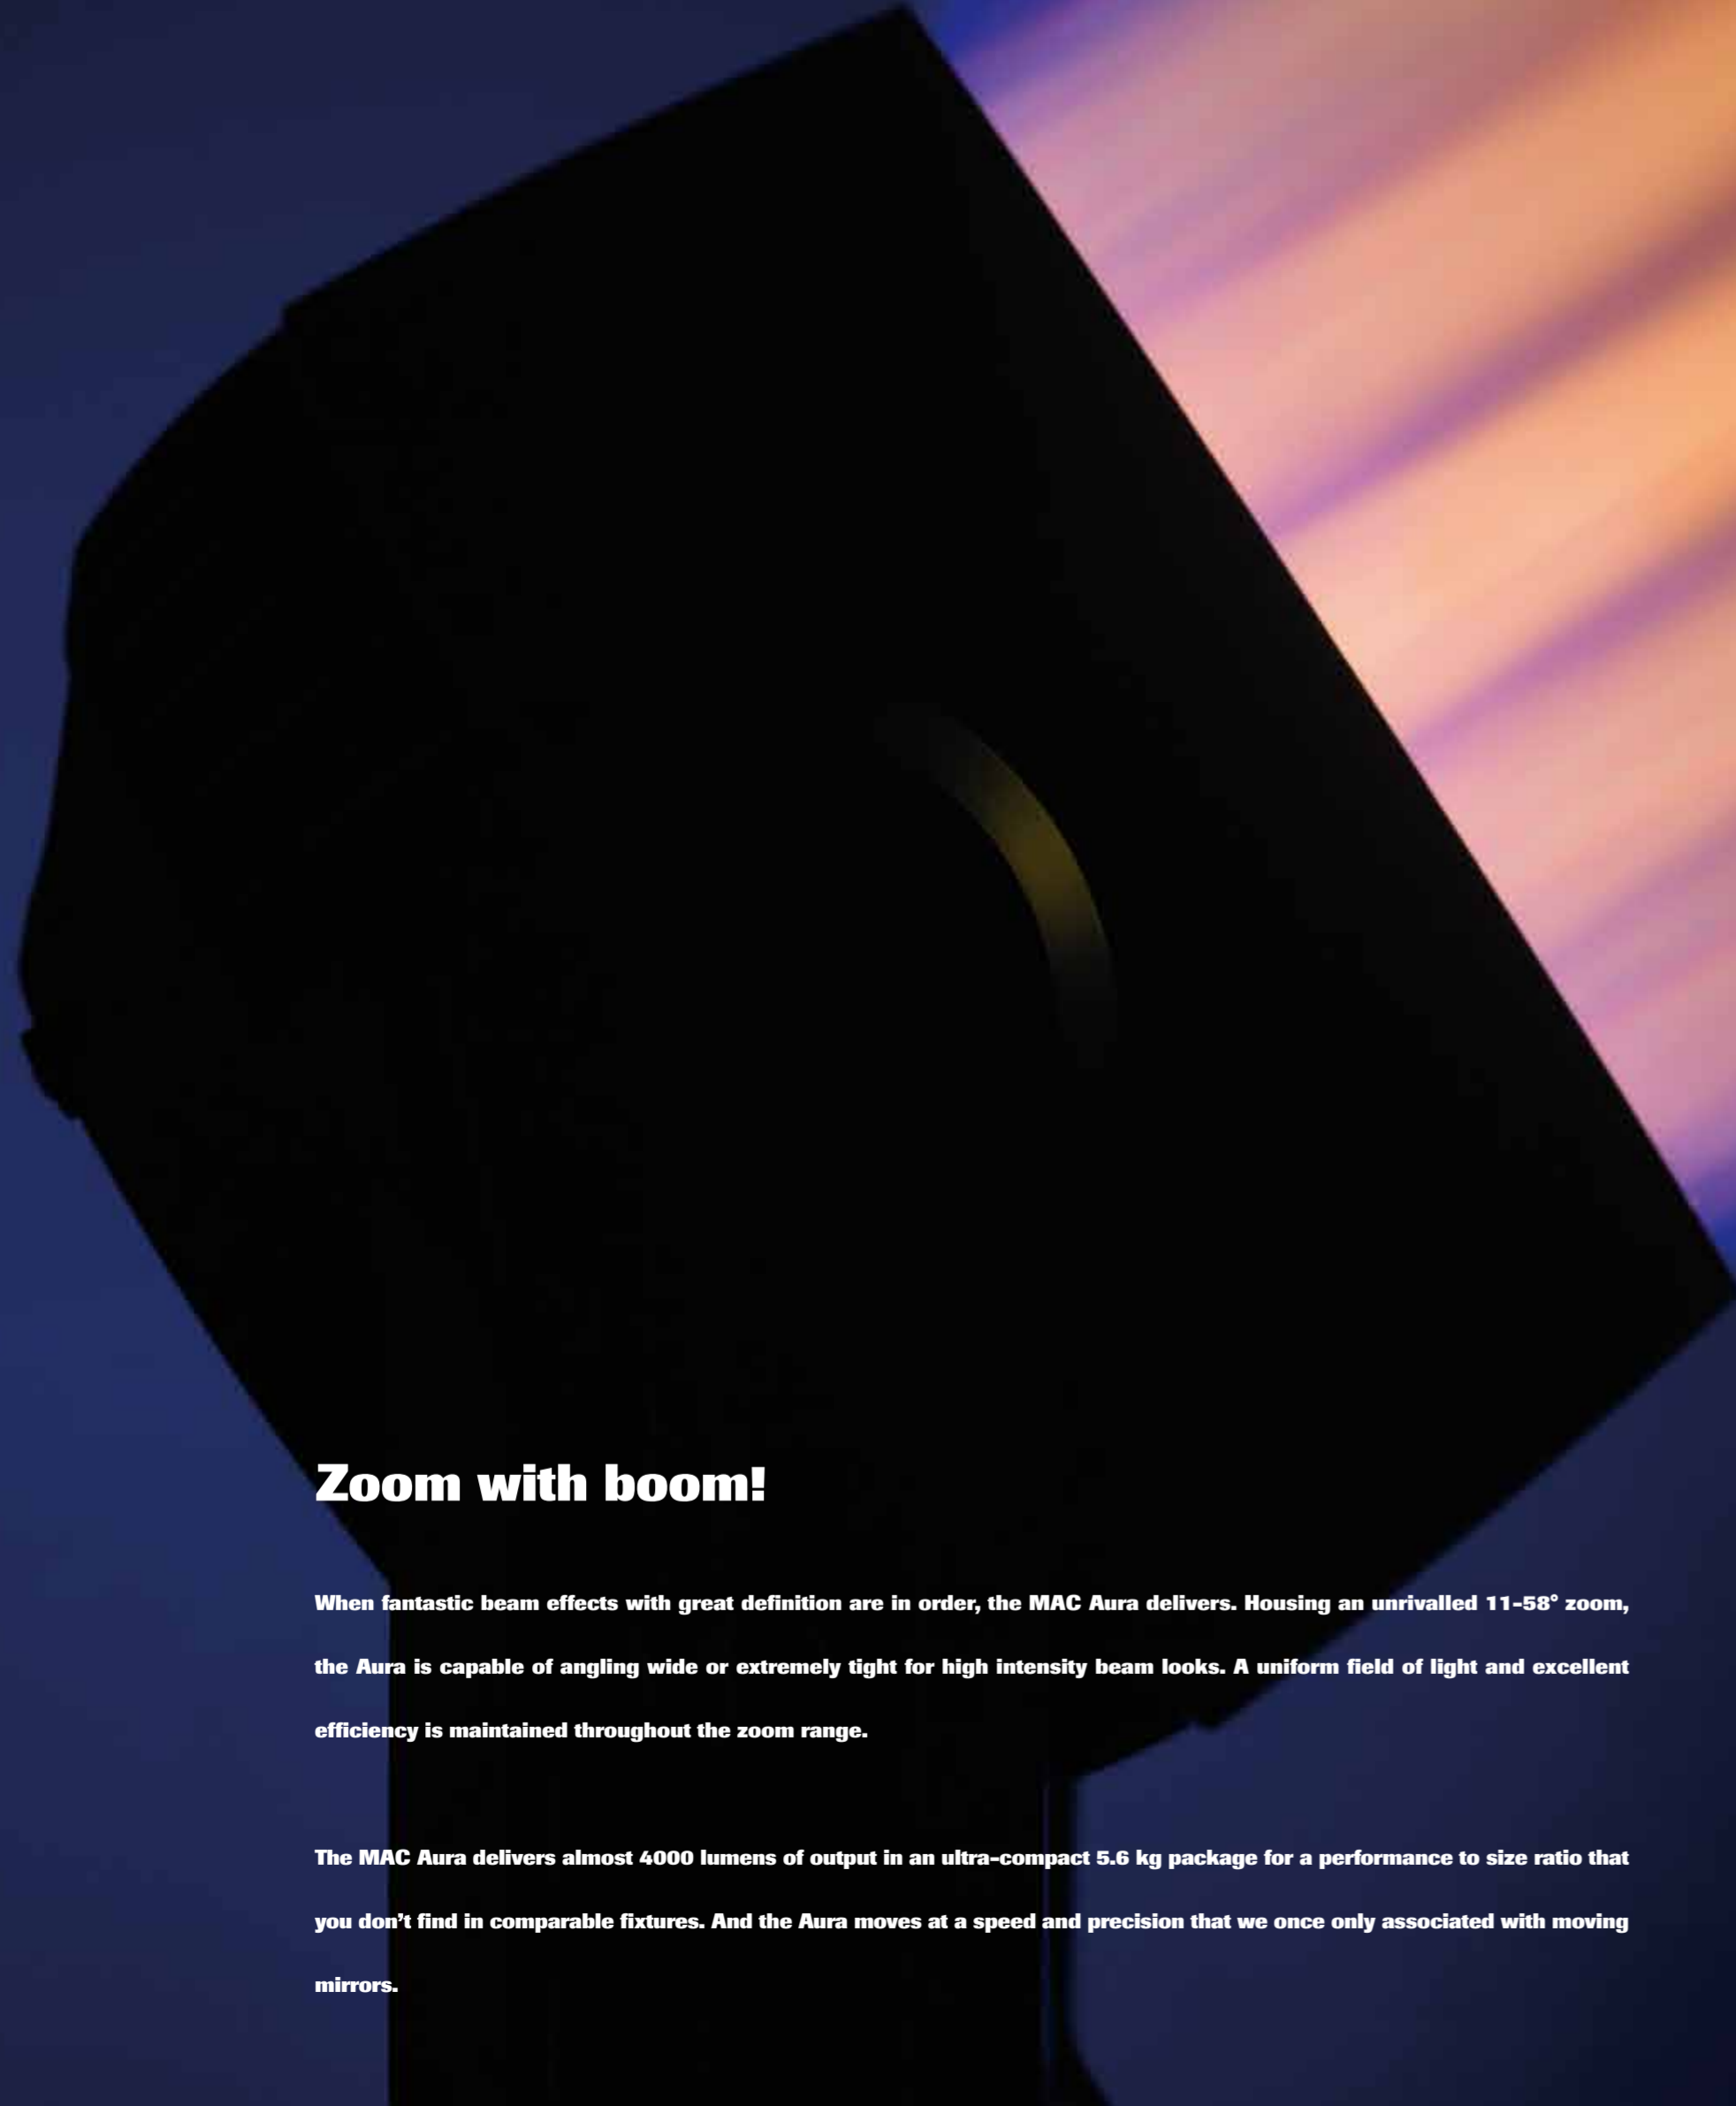 Zoom with boom!
When fantastic beam effects with great definition are in order, the MAC Aura delivers. Housing an unrivalled 11-58° zoom,
the Aura is capable of angling wide or extremely tight for high intensity beam looks. A uniform field of light and excellent
efficiency is maintained throughout the zoom range.
The MAC Aura delivers almost 4000 lumens of output in an ultra-compact 5.6 kg package for a performance to size ratio that
you don’t find in comparable fixtures. And the Aura moves at a speed and precision that we once only associated with moving
mirrors.